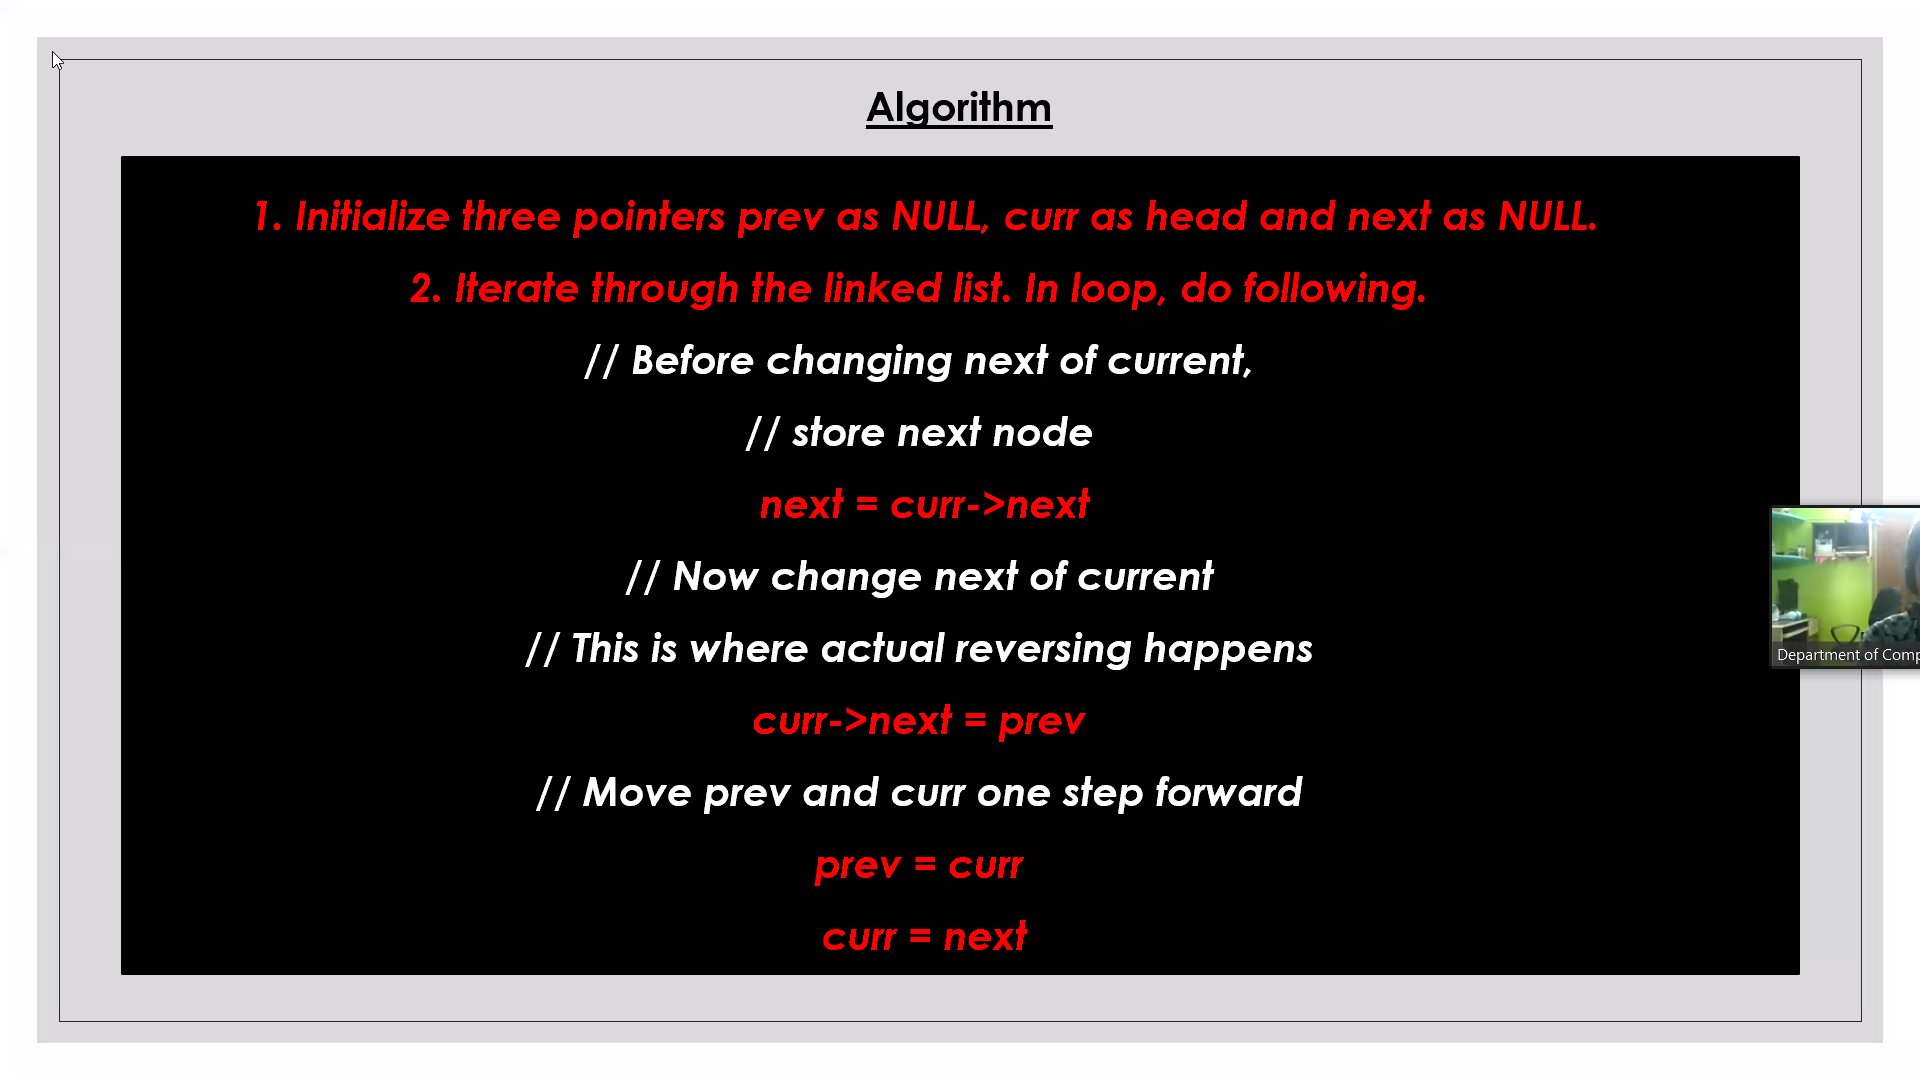 Algorithm
1. Initialize three pointers prev as NULL, curr as head and next as NULL.
2. Iterate through the linked list. In loop, do following.
// Before changing next of current,
// store next node
next = curr->next
// Now change next of current
// This is where actual reversing happens
curr->next = prev
// Move prev and curr one step forward
prev = curr
curr = next
Department of Comp